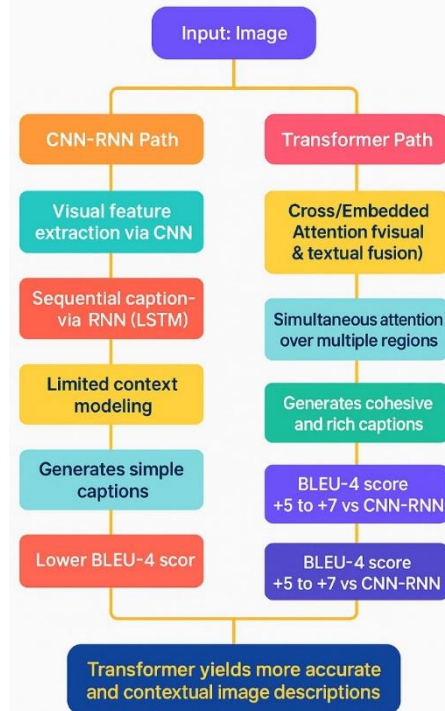 Input: Image
CNN-RNN Path
Visual feature
extraction via CNN
Sequential caption-
via RNN (LSTM)
Limited context
modeling
Generates simple
captions
Lower BLEU-4 scor
Transformer Path
Cross/Embedded
Attention fvisual
& textual fusion)
Simultaneous attention
over multiple regions
Generates cohesive
and rich captions
BLEU-4 score
+5 to +7 vs CNN-RNN
BLEU-4 score
+5 to +7 vs CNN-RNN
Transformer yields more accurate
and contextual image descriptions